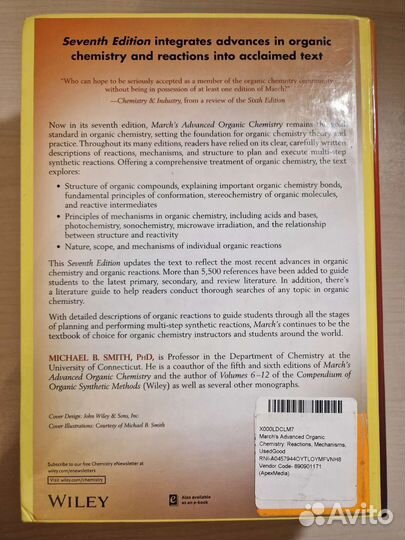 Seventh Edition integrates advances in organic
chemistry and reactions into acclaimed text
"Who can hope to be seriously accepted as a member of the organic chemistry community
without being in possession of at least one edition of March?"
—Chemistry & Industry, from a review of the Sixth Edition
Now in its seventh edition, March's Advanced Organic Chemistry remains the gold
standard in organic chemistry, setting the foundation for organic chemistry theory and
practice. Throughout its many editions, readers have relied on its clear, carefully written
descriptions of reactions, mechanisms, and structure to plan and execute multi-step
synthetic reactions. Offering a comprehensive treatment of organic chemistry, the text
explores:
• Structure of organic compounds, explaining important organic chemistry bonds,
fundamental principles of conformation, stereochemistry of organic molecules,
and reactive intermediates
• Principles of mechanisms in organic chemistry, including acids and bases,
photochemistry, sonochemistry, microwave irradiation, and the relationship
between structure and reactivity
• Nature, scope, and mechanisms of individual organic reactions
This Seventh Edition updates the text to reflect the most recent advances in organic
chemistry and organic reactions. More than 5,500 references have been added to guide
students to the latest primary, secondary, and review literature. In addition, there's
a literature guide to help readers conduct thorough searches of any topic in organic
chemistry.
With detailed descriptions of organic reactions to guide students through all the stages
of planning and performing multi-step synthetic reactions, March's continues to be the
textbook of choice for organic chemistry instructors and students around the world.
MICHAEL B. SMITH, PHD, is Professor in the Department of Chemistry at the
University of Connecticut. He is a coauthor of the fifth and sixth editions of March's
Advanced Organic Chemistry and the author of Volumes 6–12 of the Compendium of
Organic Synthetic Methods (Wiley) as well as several other monographs.
Cover Design: John Wiley & Sons, Inc.
Cover Illustrations: Courtesy of Michael B. Smith
X000LDCLM7
March's Advanced Organic
Chemistry: Reactions, Mechanisms,
UsedGood
RNI-A0457944OYTLOYMFVNH8
Vendor Code- 890901171
(ApexMedia)
Subscribe to our free Chemistry eNewsletter at
wiley.com/enewsletters
Visit wiley.com/chemistry
WILEY
e
Also available
as an e-book
Avito